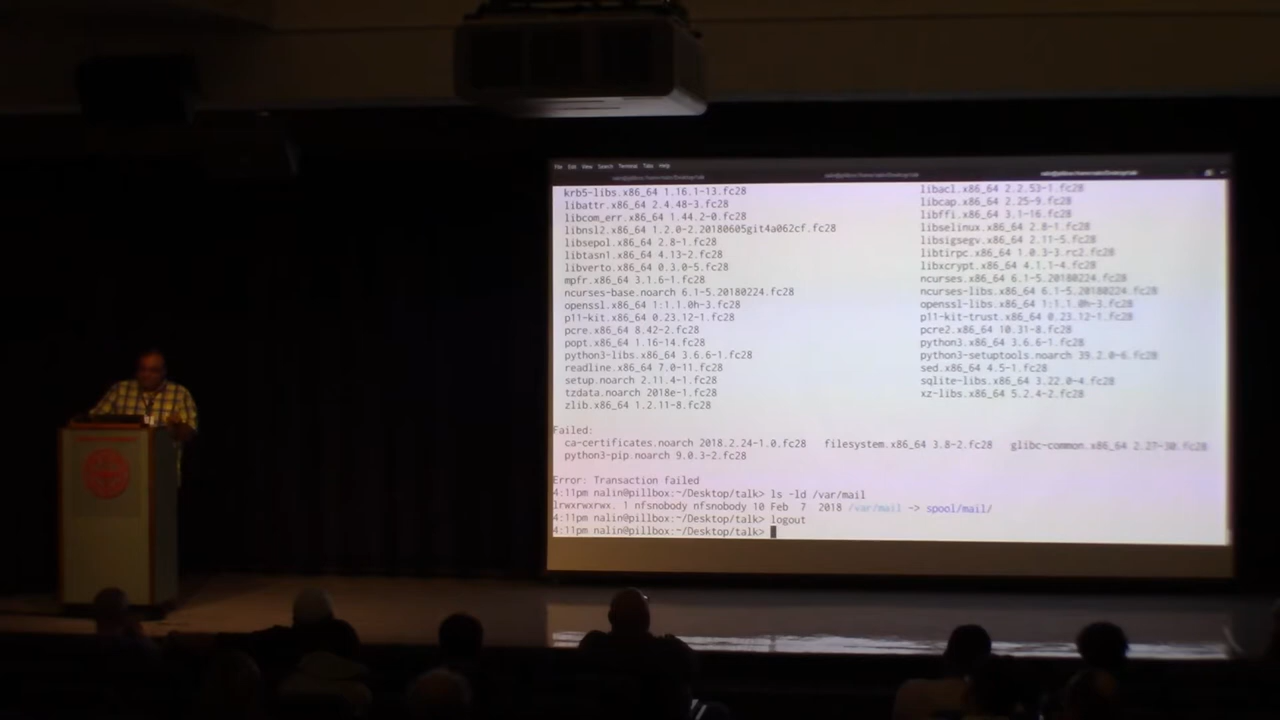 File Edit View Search Terminal Tabs Help
krb5-libs.x86_64 1.16.1-13.fc28 libacl.x86_64 2.2.53-1.fc28
libattr.x86_64 2.4.48-3.fc28 libcap.x86_64 2.25-9.fc28
libcom_err.x86_64 1.44.2-0.fc28 libffi.x86_64 3.1-16.fc28
libnsl2.x86_64 1.2.0-2.20180605git4a062cf.fc28 libselinux.x86_64 2.8-1.fc28
libsepol.x86_64 2.8-1.fc28 libsigsegv.x86_64 2.11-5.fc28
libtasn1.x86_64 4.13-2.fc28 libtirpc.x86_64 1.0.3-3.rc2.fc28
libverto.x86_64 0.3.0-5.fc28 libxcrypt.x86_64 4.1.1-4.fc28
mpfr.x86_64 3.1.6-1.fc28 ncurses.x86_64 6.1-5.20180224.fc28
ncurses-base.noarch 6.1-5.20180224.fc28 ncurses-libs.x86_64 6.1-5.20180224.fc28
openssl.x86_64 1:1.1.0h-3.fc28 openssl-libs.x86_64 1:1.1.0h-3.fc28
p11-kit.x86_64 0.23.12-1.fc28 p11-kit-trust.x86_64 0.23.12-1.fc28
pcre.x86_64 8.42-2.fc28 pcre2.x86_64 10.31-8.fc28
popt.x86_64 1.16-14.fc28 python3.x86_64 3.6.6-1.fc28
python3-libs.x86_64 3.6.6-1.fc28 python3-setuptools.noarch 39.2.0-6.fc28
readline.x86_64 7.0-11.fc28 sed.x86_64 4.5-1.fc28
setup.noarch 2.11.4-1.fc28 sqlite-libs.x86_64 3.22.0-4.fc28
tzdata.noarch 2018e-1.fc28 xz-libs.x86_64 5.2.4-2.fc28
zlib.x86_64 1.2.11-8.fc28
Failed:
ca-certificates.noarch 2018.2.24-1.0.fc28 filesystem.x86_64 3.8-2.fc28 glibc-common.x86_64 2.27-30.fc28
python3-pip.noarch 9.0.3-2.fc28
Error: Transaction failed
4:11pm nalin@pillbox:~/Desktop/talk> ls -ld /var/mail
lrwxrwxrwx. 1 nfsnobody nfsnobody 10 Feb 7 2018 /var/mail -> spool/mail/
4:11pm nalin@pillbox:~/Desktop/talk> logout
4:11pm nalin@pillbox:~/Desktop/talk>